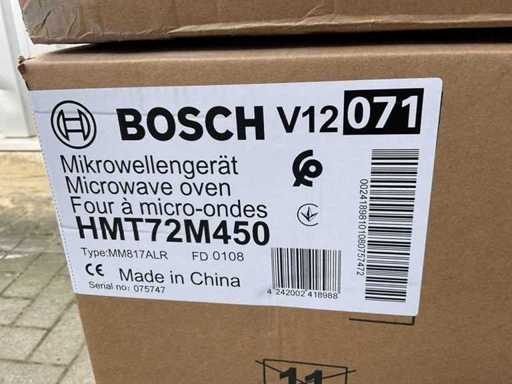 BOSCH V12 071
Mikrowellengerät
Microwave oven
Four à micro-ondes
HMT72M450
Type:MM817ALR FD 0108
CE Made in China
Serial no: 075747
4 242002 418988
11